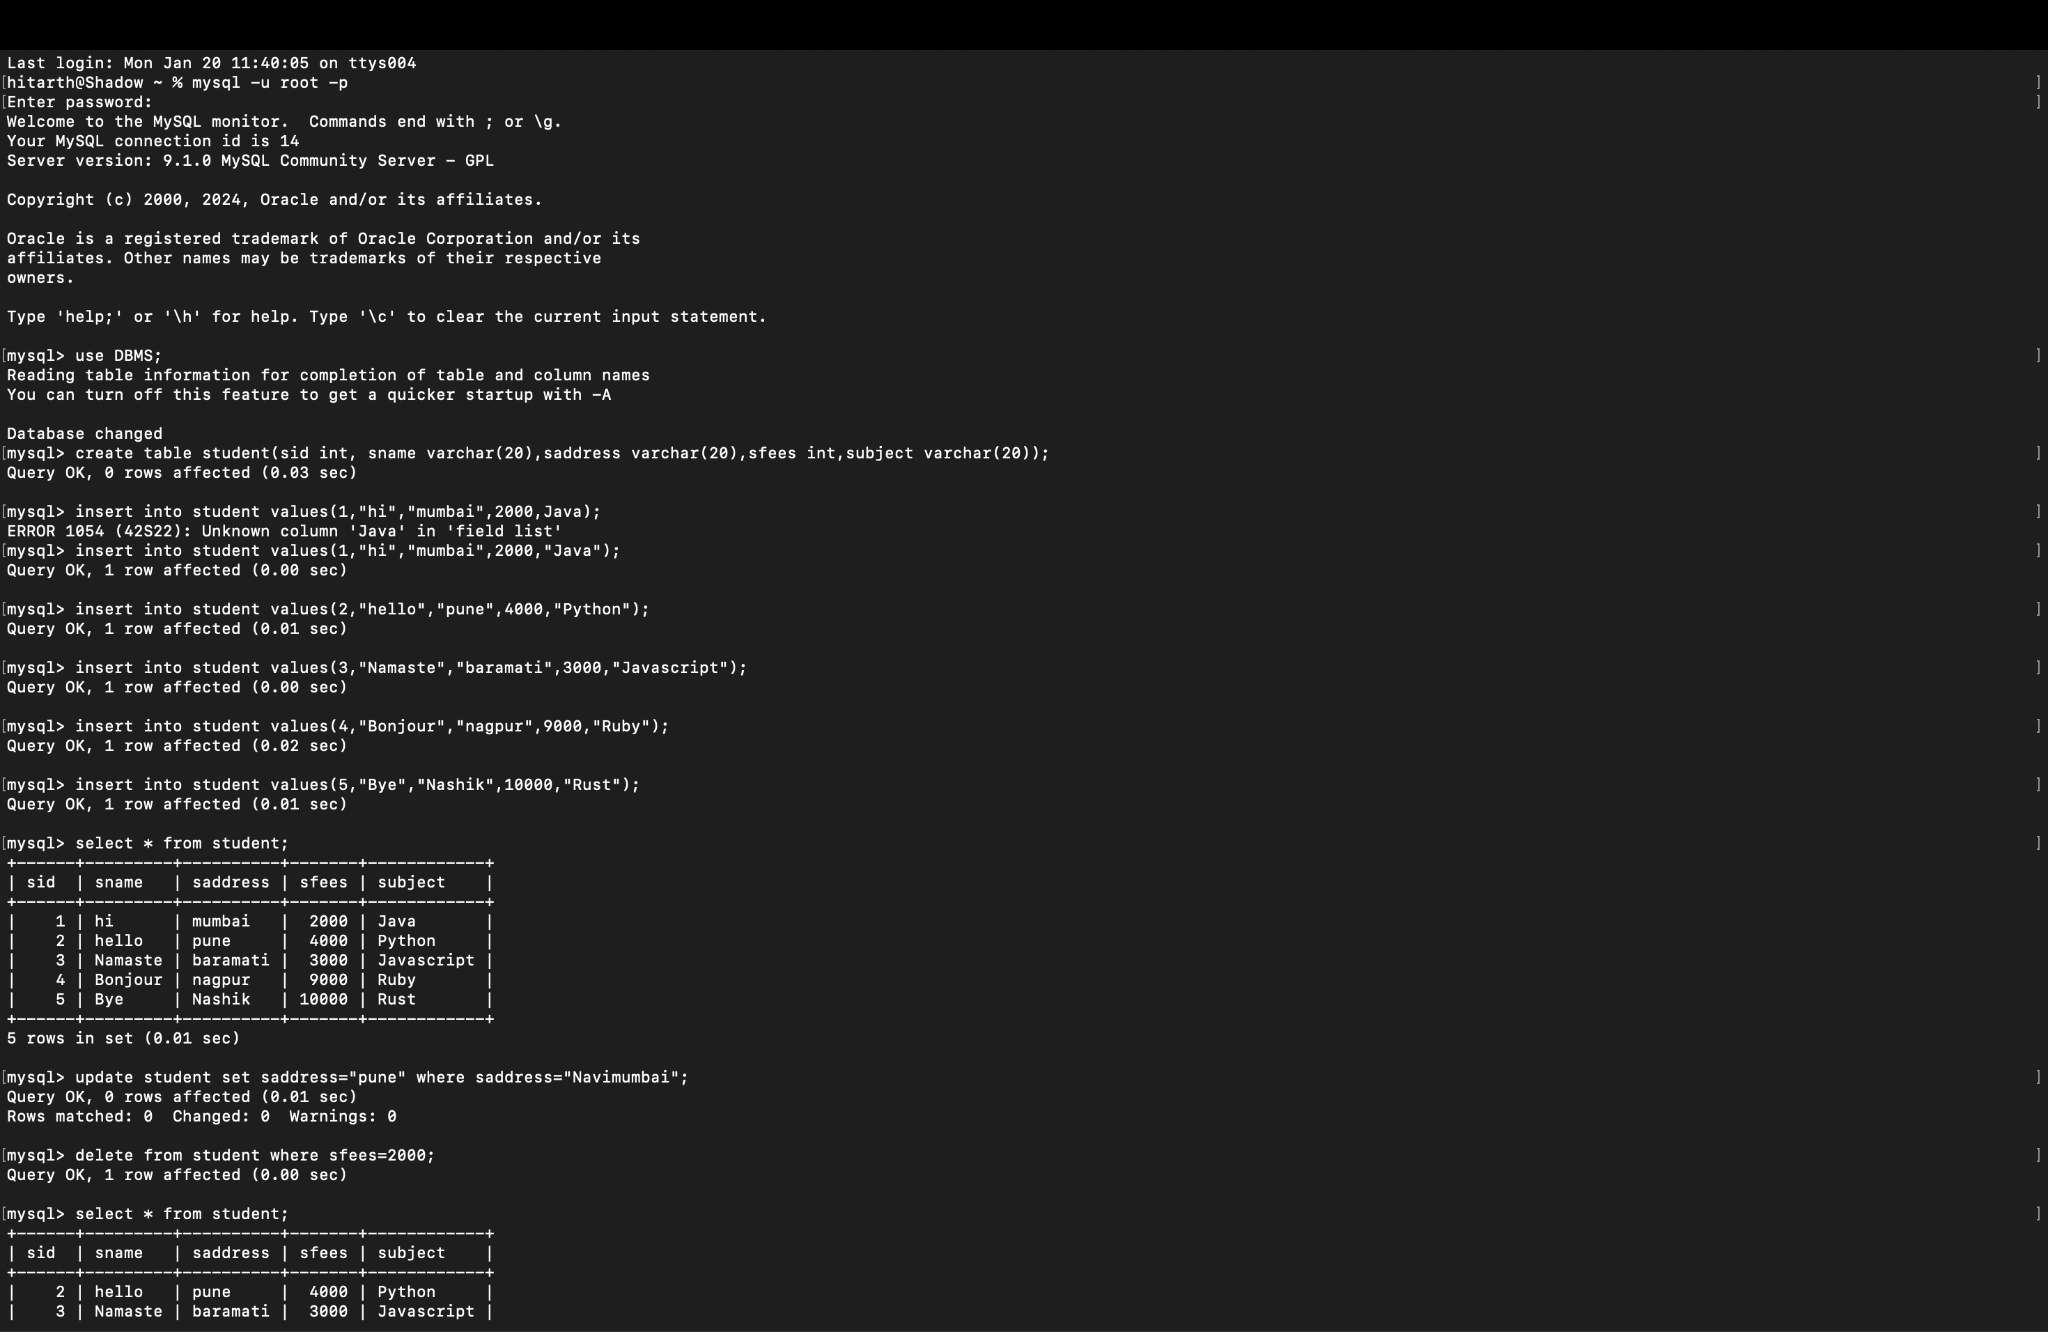 Last login: Mon Jan 20 11:40:05 on ttys004
[hitarth@Shadow ~ % mysql -u root -p ]
[Enter password: ]
Welcome to the MySQL monitor.  Commands end with ; or \g.
Your MySQL connection id is 14
Server version: 9.1.0 MySQL Community Server - GPL

Copyright (c) 2000, 2024, Oracle and/or its affiliates.

Oracle is a registered trademark of Oracle Corporation and/or its
affiliates. Other names may be trademarks of their respective
owners.

Type 'help;' or '\h' for help. Type '\c' to clear the current input statement.

[mysql> use DBMS; ]
Reading table information for completion of table and column names
You can turn off this feature to get a quicker startup with -A

Database changed
[mysql> create table student(sid int, sname varchar(20),saddress varchar(20),sfees int,subject varchar(20)); ]
Query OK, 0 rows affected (0.03 sec)

[mysql> insert into student values(1,"hi","mumbai",2000,Java); ]
ERROR 1054 (42S22): Unknown column 'Java' in 'field list'
[mysql> insert into student values(1,"hi","mumbai",2000,"Java"); ]
Query OK, 1 row affected (0.00 sec)

[mysql> insert into student values(2,"hello","pune",4000,"Python"); ]
Query OK, 1 row affected (0.01 sec)

[mysql> insert into student values(3,"Namaste","baramati",3000,"Javascript"); ]
Query OK, 1 row affected (0.00 sec)

[mysql> insert into student values(4,"Bonjour","nagpur",9000,"Ruby"); ]
Query OK, 1 row affected (0.02 sec)

[mysql> insert into student values(5,"Bye","Nashik",10000,"Rust"); ]
Query OK, 1 row affected (0.01 sec)

[mysql> select * from student; ]
+------+---------+----------+-------+------------+
| sid  | sname   | saddress | sfees | subject    |
+------+---------+----------+-------+------------+
|    1 | hi      | mumbai   |  2000 | Java       |
|    2 | hello   | pune     |  4000 | Python     |
|    3 | Namaste | baramati |  3000 | Javascript |
|    4 | Bonjour | nagpur   |  9000 | Ruby       |
|    5 | Bye     | Nashik   | 10000 | Rust       |
+------+---------+----------+-------+------------+
5 rows in set (0.01 sec)

[mysql> update student set saddress="pune" where saddress="Navimumbai"; ]
Query OK, 0 rows affected (0.01 sec)
Rows matched: 0  Changed: 0  Warnings: 0

[mysql> delete from student where sfees=2000; ]
Query OK, 1 row affected (0.00 sec)

[mysql> select * from student; ]
+------+---------+----------+-------+------------+
| sid  | sname   | saddress | sfees | subject    |
+------+---------+----------+-------+------------+
|    2 | hello   | pune     |  4000 | Python     |
|    3 | Namaste | baramati |  3000 | Javascript |